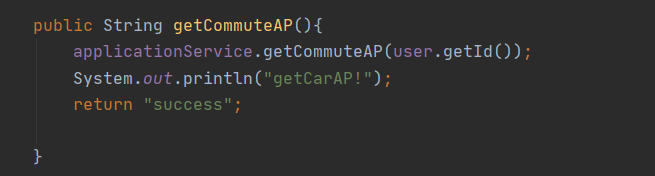 public String getCommuteAP(){
applicationService.getCommuteAP(user.getId());
System.out.println("getCarAP!");
return "success";
}